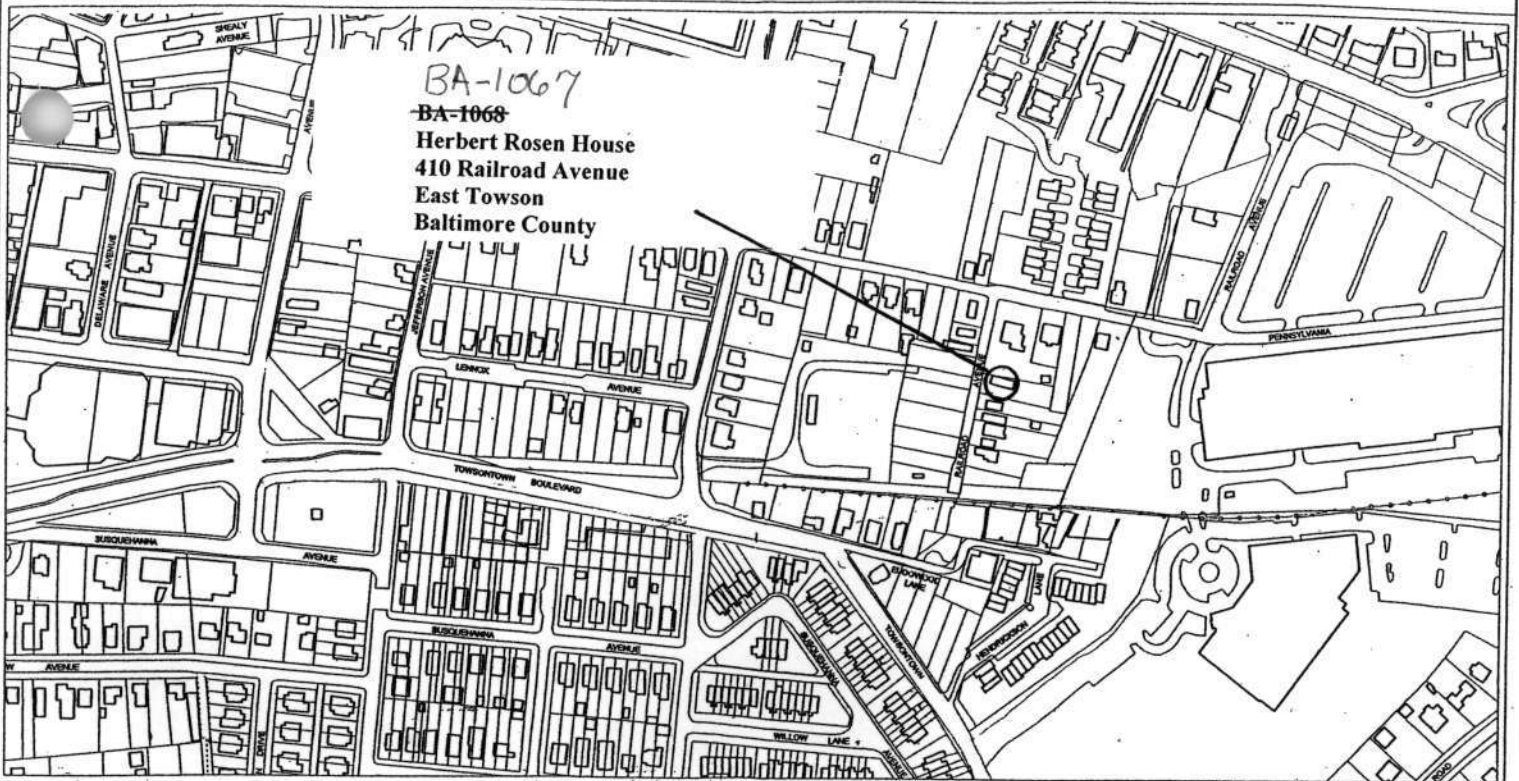 SHEALY
AVENUE
BA-1067
BA-1068
Herbert Rosen House
410 Railroad Avenue
East Towson
Baltimore County
DELAWARE AVENUE
JEFFERSON AVENUE
LENNOX AVENUE
RAILROAD AVENUE
RAILROAD AVENUE
PENNSYLVANIA
TOWSONTOWN BOULEVARD
SUSQUEHANNA AVENUE
SUSQUEHANNA AVENUE
SUSQUEHANNA AVENUE
EUDOWOOD
LANE
TOWSONTOWN
HENDRICKSON LANE
W AVENUE
DRIVE
WILLOW LANE
ROAD